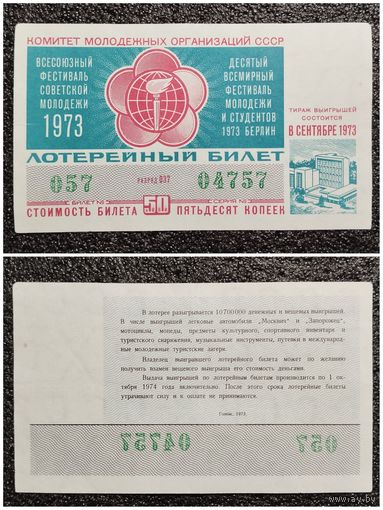 КОМИТЕТ МОЛОДЕЖНЫХ ОРГАНИЗАЦИЙ СССР
ВСЕСОЮЗНЫЙ
ФЕСТИВАЛЬ
СОВЕТСКОЙ
МОЛОДЕЖИ
1973
ДЕСЯТЫЙ
ВСЕМИРНЫЙ
ФЕСТИВАЛЬ
МОЛОДЕЖИ
И СТУДЕНТОВ
1973 БЕРЛИН
ТИРАЖ ВЫИГРЫШЕЙ
СОСТОИТСЯ
В СЕНТЯБРЕ 1973
ЛОТЕРЕЙНЫЙ БИЛЕТ
057 РАЗРЯД 037 04757
БИЛЕТ № СЕРИЯ №
СТОИМОСТЬ БИЛЕТА 50 ПЯТЬДЕСЯТ КОПЕЕК
В лотерее разыгрывается 10700000 денежных и вещевых выигрышей.
В числе выигрышей легковые автомобили „Москвич" и „Запорожец",
мотоциклы, мопеды, предметы культурного, спортивного инвентаря и
туристского снаряжения, музыкальные инструменты, путевки в международ-
ные молодежные туристские лагери.
Владелец выигравшего лотерейного билета может по желанию
получить взамен вещевого выигрыша его стоимость деньгами.
Выдача выигрышей по лотерейным билетам производится по 1 ок-
тября 1974 года включительно. После этого срока лотерейные билеты
утрачивают силу и к оплате не принимаются.
Гознак. 1973.
04757 057
www.ay.by